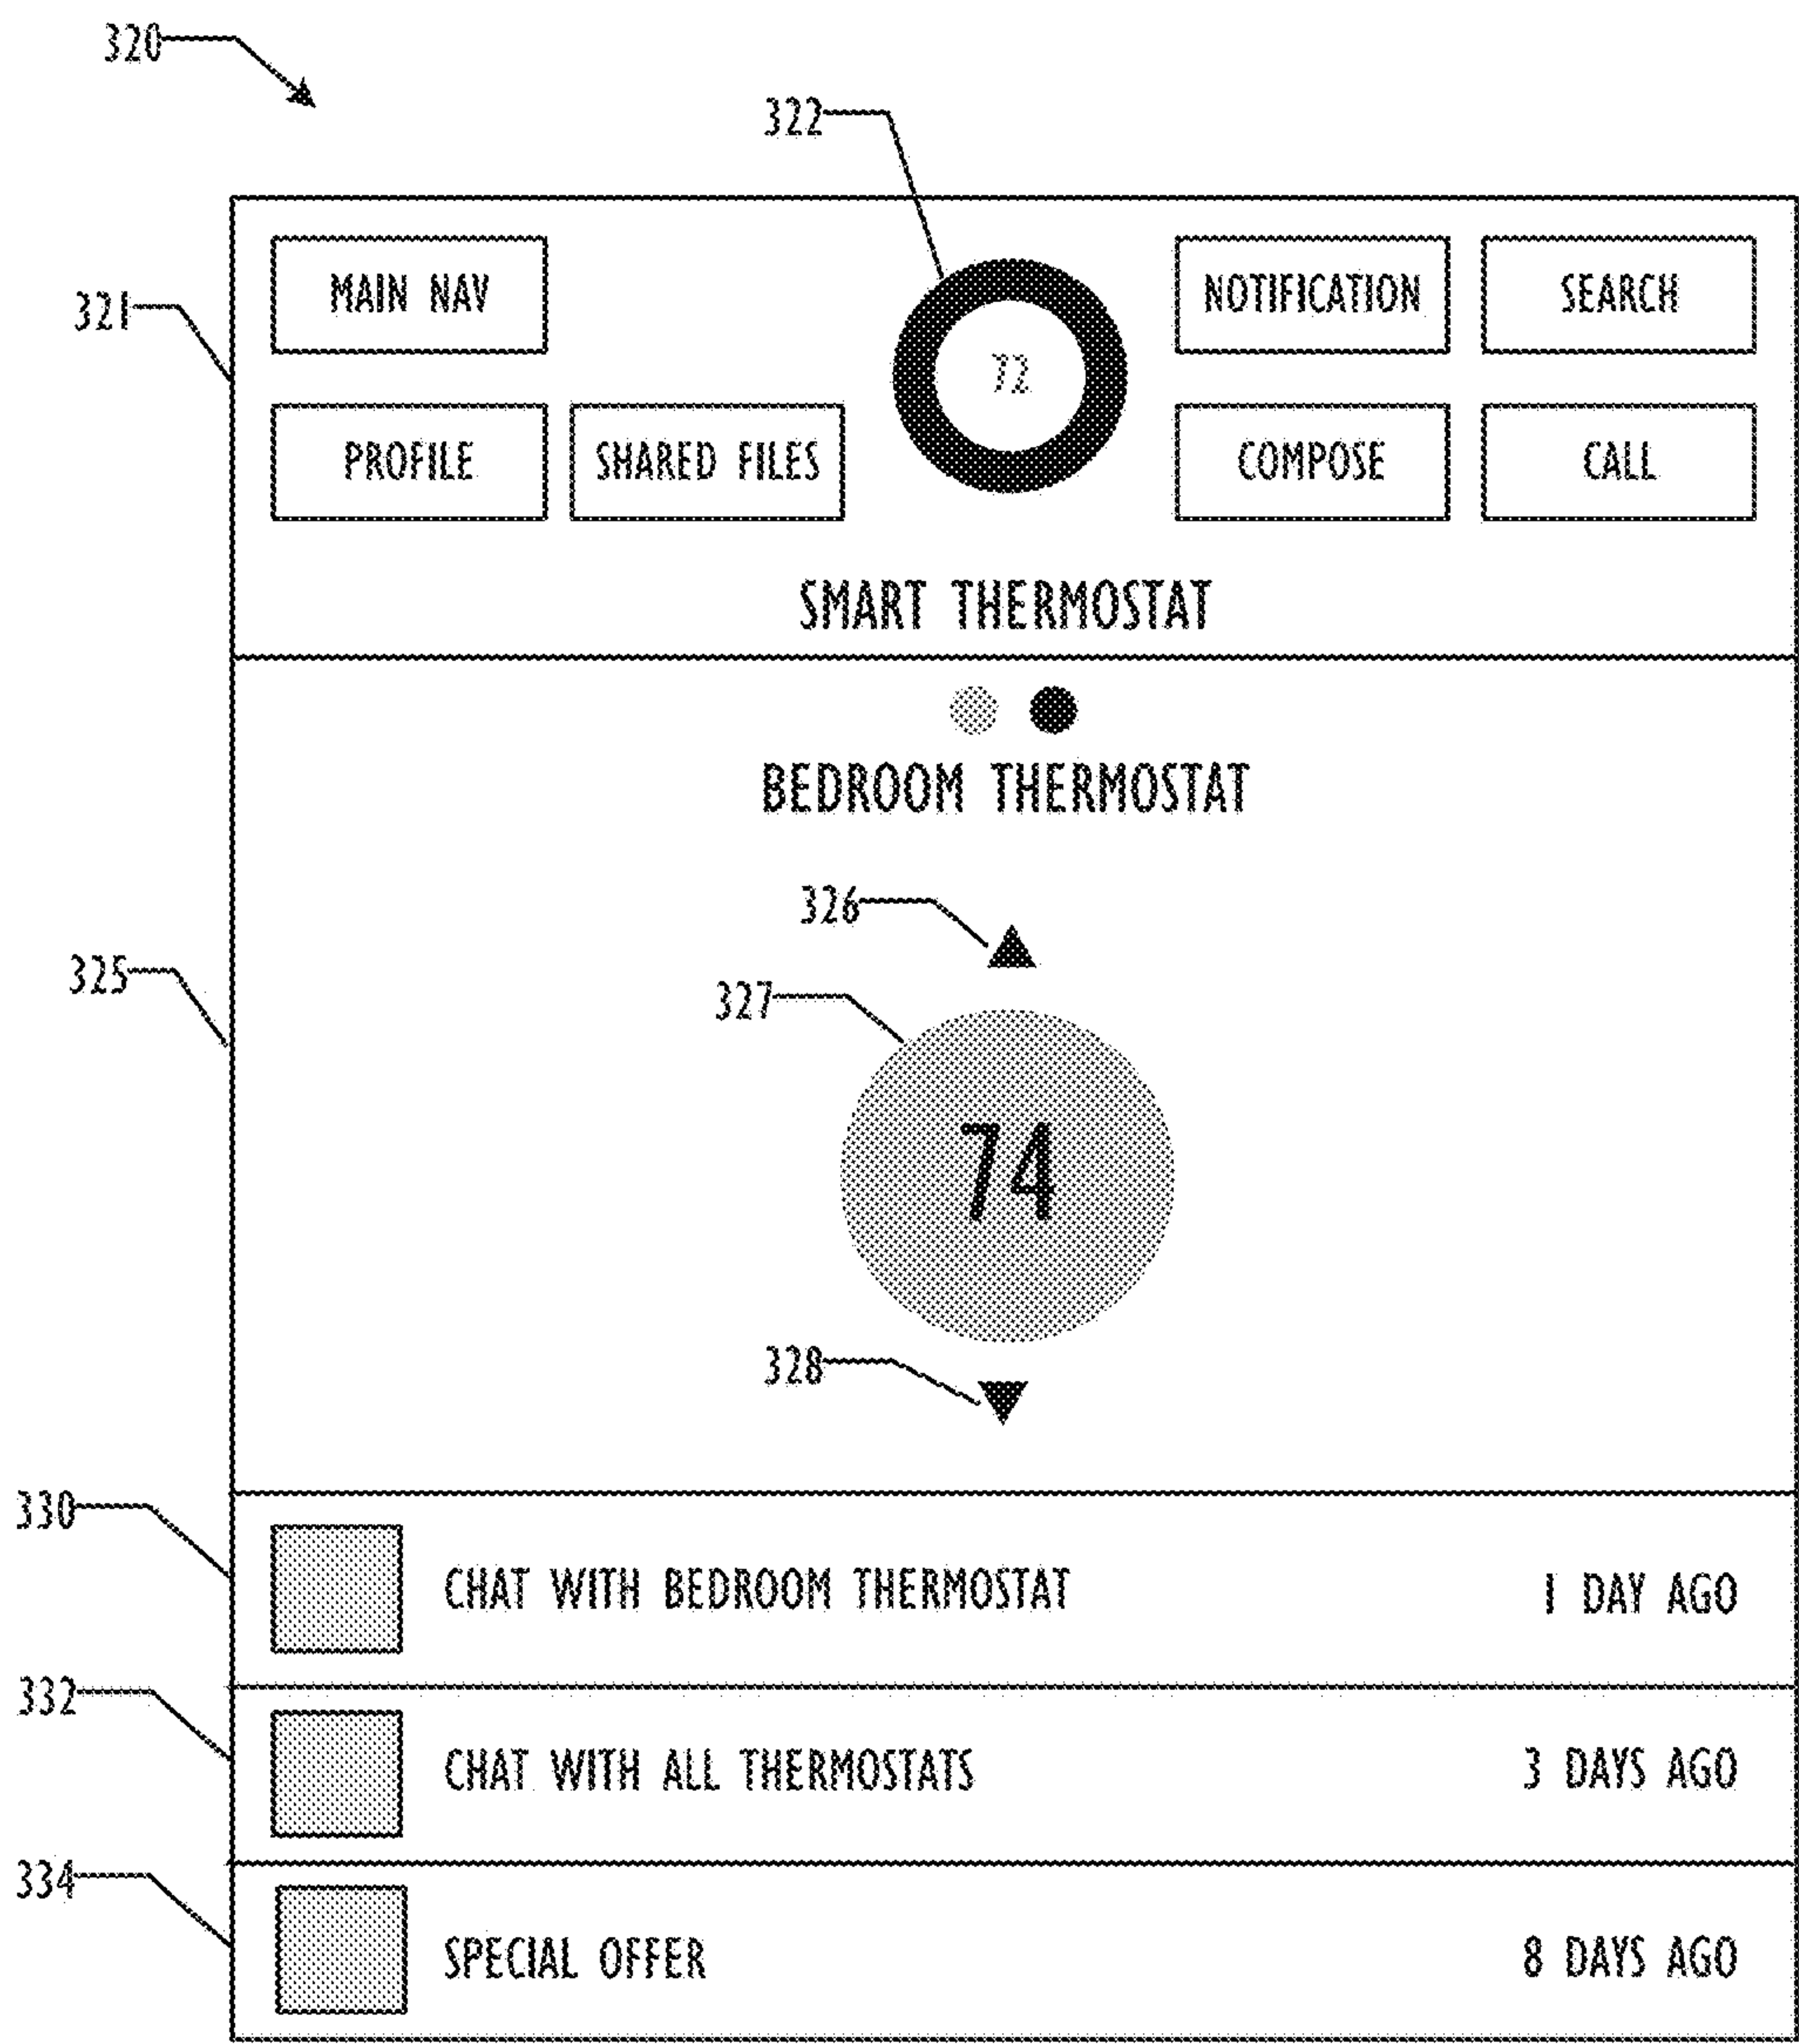 320
322
MAIN NAV
NOTIFICATION
SEARCH
321
72
PROFILE
SHARED FILES
COMPOSE
CALL
SMART THERMOSTAT
BEDROOM THERMOSTAT
326
325
327
74
328
330
CHAT WITH BEDROOM THERMOSTAT
1 DAY AGO
332
CHAT WITH ALL THERMOSTATS
3 DAYS AGO
334
SPECIAL OFFER
8 DAYS AGO